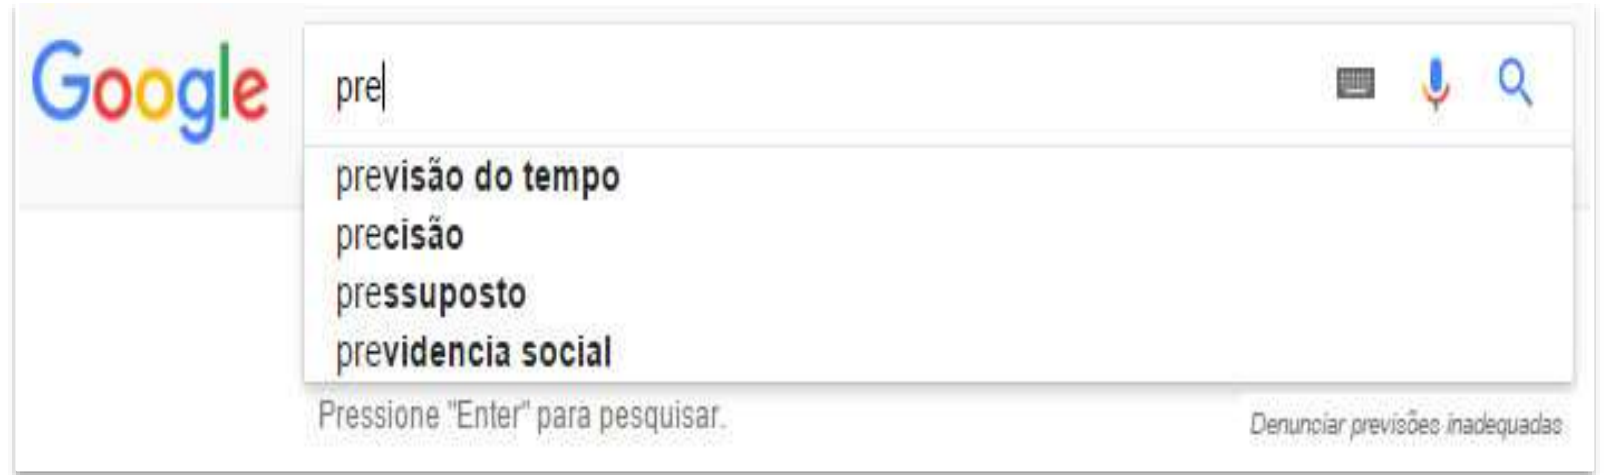 Google
pre
previsão do tempo
precisão
pressuposto
previdencia social
Pressione "Enter" para pesquisar.
Denunciar previsões inadequadas